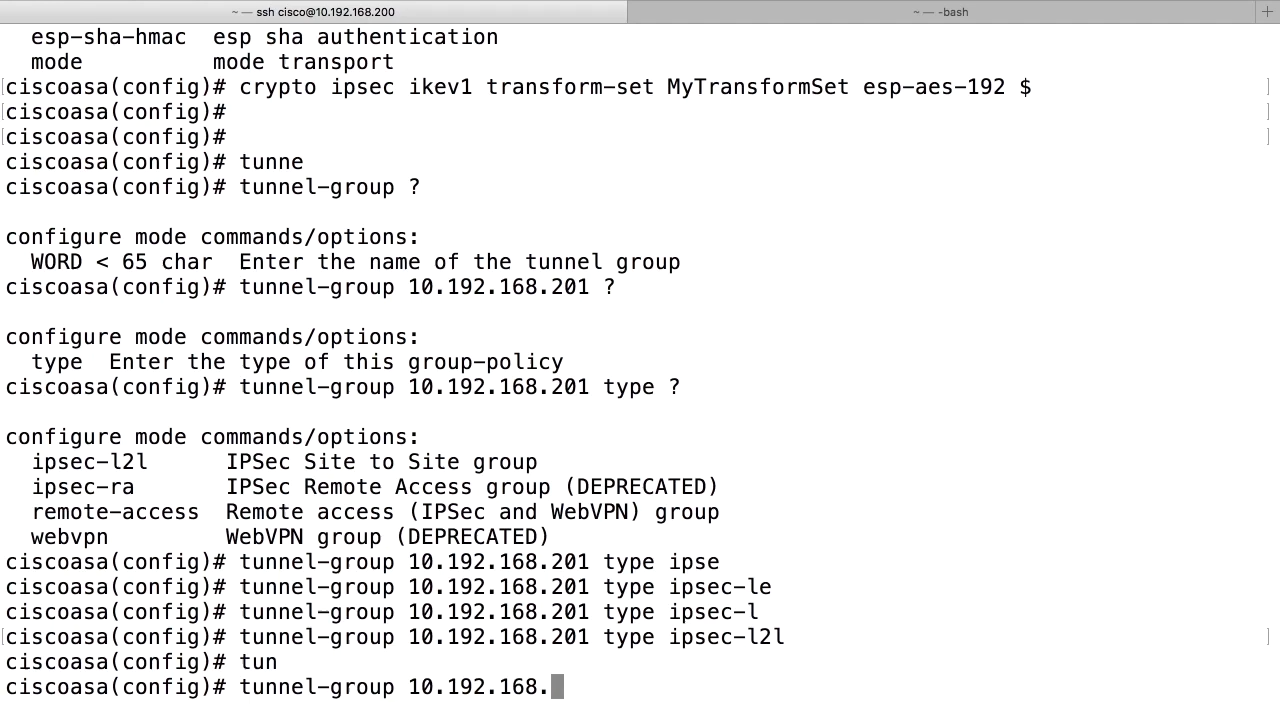 ~ — ssh cisco@10.192.168.200
~ — -bash
+
esp-sha-hmac  esp sha authentication
mode          mode transport
[ciscoasa(config)# crypto ipsec ikev1 transform-set MyTransformSet esp-aes-192 $ ]
[ciscoasa(config)# ]
[ciscoasa(config)# ]
ciscoasa(config)# tunne
ciscoasa(config)# tunnel-group ?
configure mode commands/options:
WORD < 65 char  Enter the name of the tunnel group
ciscoasa(config)# tunnel-group 10.192.168.201 ?
configure mode commands/options:
type  Enter the type of this group-policy
ciscoasa(config)# tunnel-group 10.192.168.201 type ?
configure mode commands/options:
ipsec-l2l      IPSec Site to Site group
ipsec-ra       IPSec Remote Access group (DEPRECATED)
remote-access  Remote access (IPSec and WebVPN) group
webvpn         WebVPN group (DEPRECATED)
ciscoasa(config)# tunnel-group 10.192.168.201 type ipse
ciscoasa(config)# tunnel-group 10.192.168.201 type ipsec-le
ciscoasa(config)# tunnel-group 10.192.168.201 type ipsec-l
[ciscoasa(config)# tunnel-group 10.192.168.201 type ipsec-l2l ]
ciscoasa(config)# tun
ciscoasa(config)# tunnel-group 10.192.168.